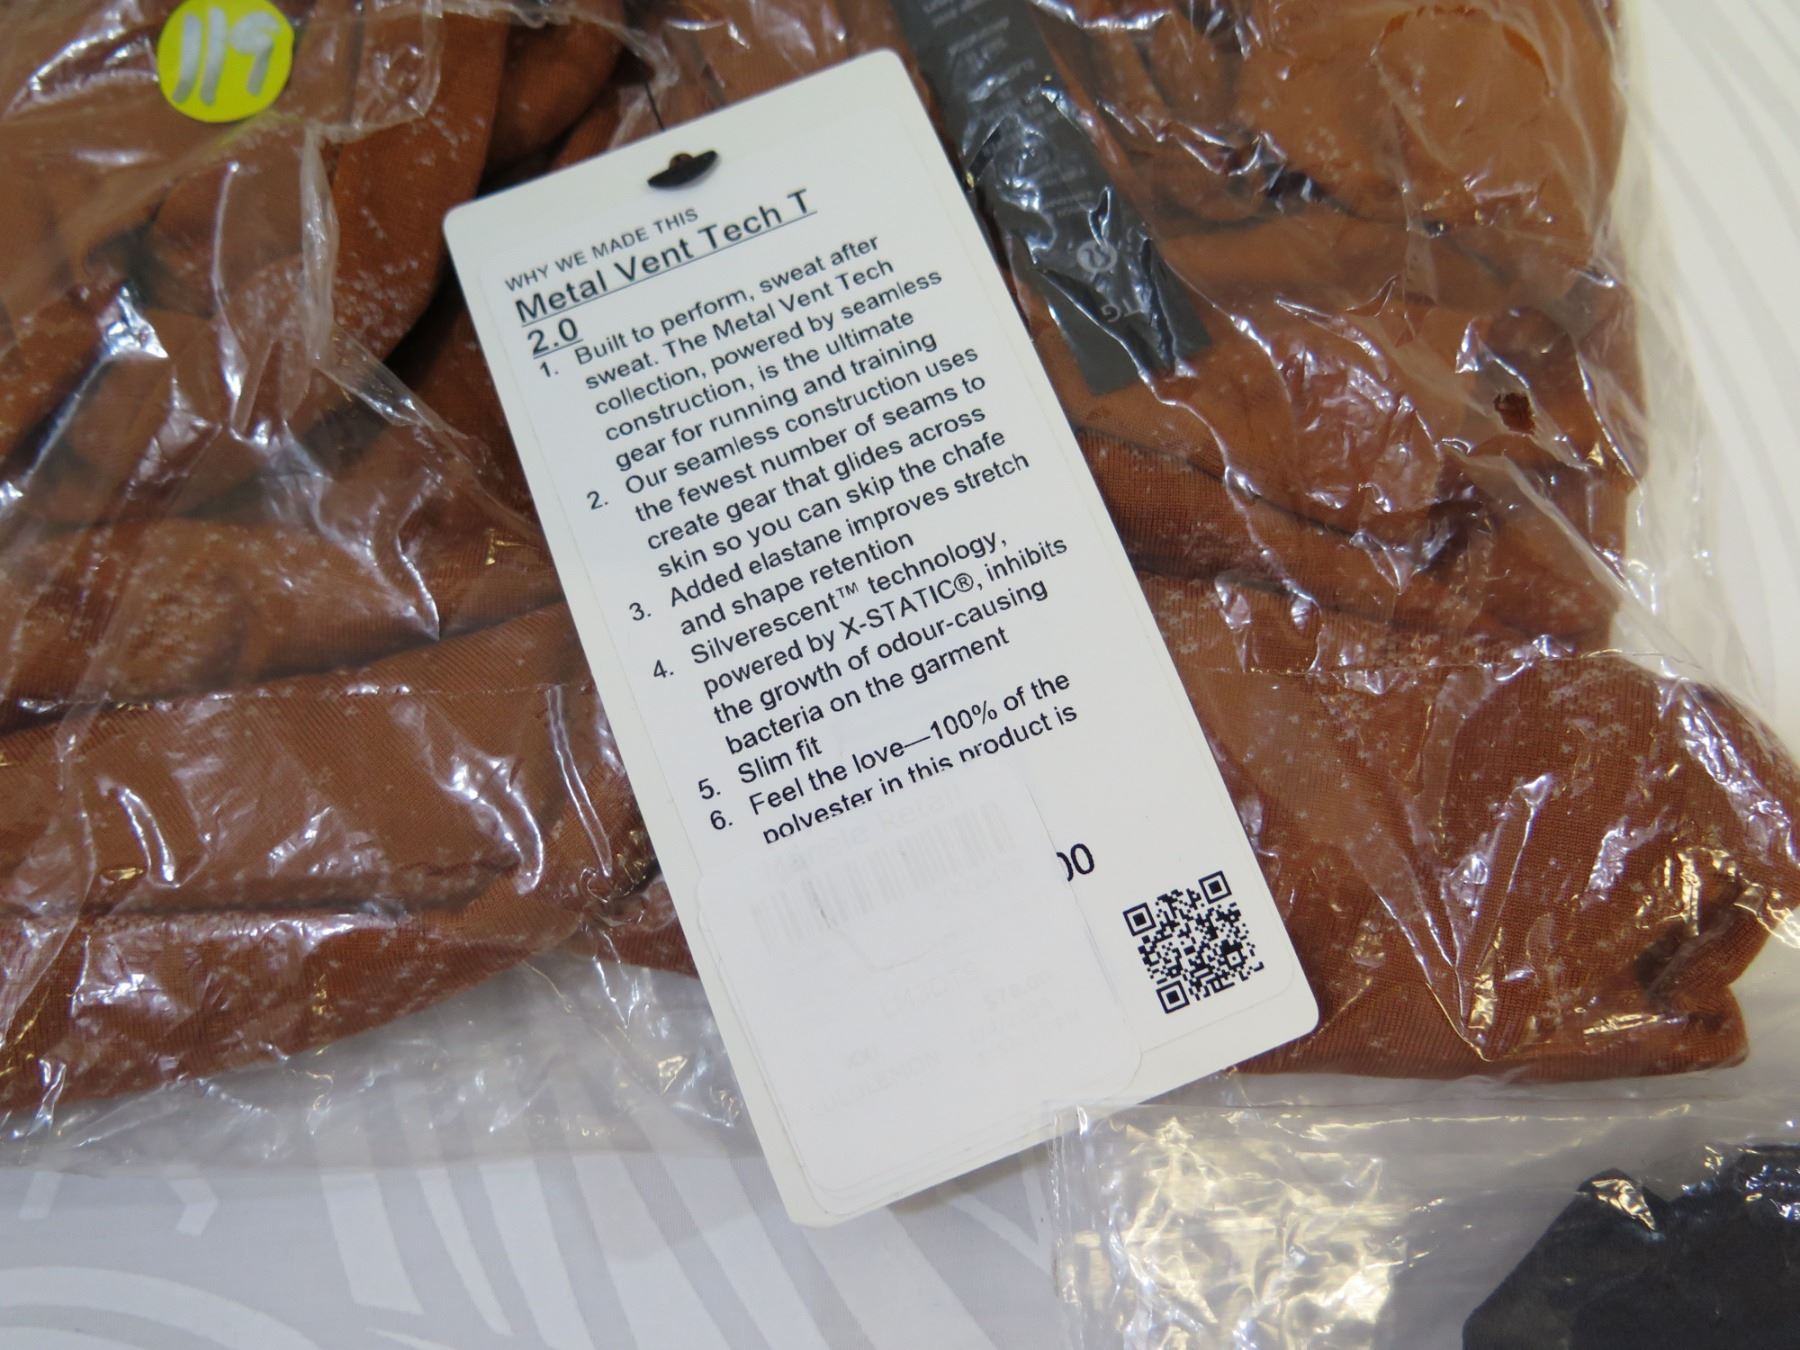 119
WHY WE MADE THIS
Metal Vent Tech T
2.0
1. Built to perform, sweat after
sweat. The Metal Vent Tech
collection, powered by seamless
construction, is the ultimate
gear for running and training
2. Our seamless construction uses
the fewest number of seams to
create gear that glides across
skin so you can skip the chafe
3. Added elastane improves stretch
and shape retention
4. Silverescent™ technology,
powered by X-STATIC®, inhibits
the growth of odour-causing
bacteria on the garment
5. Slim fit
6. Feel the love—100% of the
polyester in this product is
00
LULULEMON